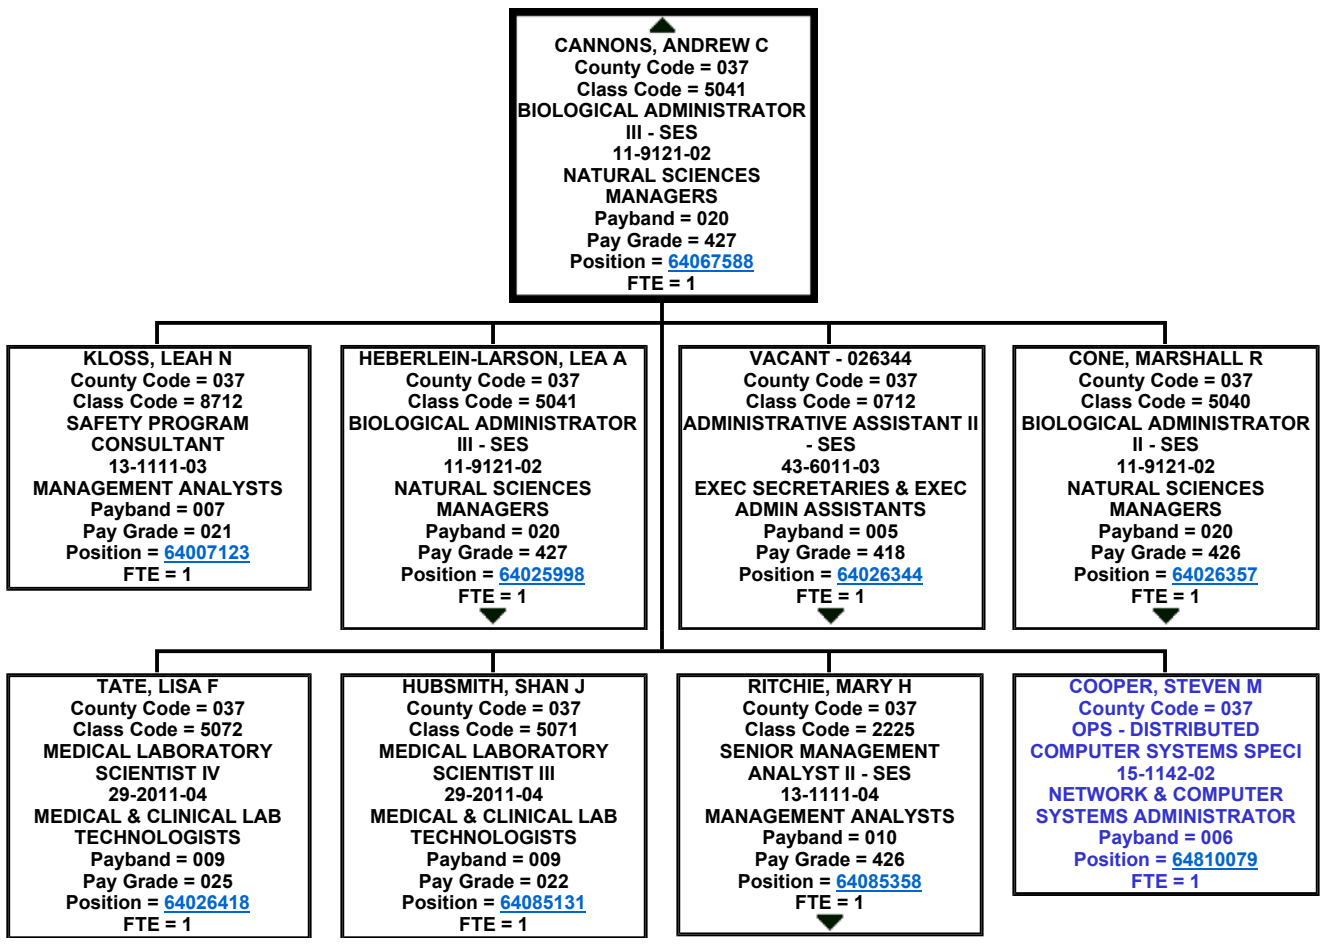 CANNONS, ANDREW C
County Code = 037
Class Code = 5041
BIOLOGICAL ADMINISTRATOR
III - SES
11-9121-02
NATURAL SCIENCES
MANAGERS
Payband = 020
Pay Grade = 427
Position = 64067588
FTE = 1
KLOSS, LEAH N
County Code = 037
Class Code = 8712
SAFETY PROGRAM
CONSULTANT
13-1111-03
MANAGEMENT ANALYSTS
Payband = 007
Pay Grade = 021
Position = 64007123
FTE = 1
HEBERLEIN-LARSON, LEA A
County Code = 037
Class Code = 5041
BIOLOGICAL ADMINISTRATOR
III - SES
11-9121-02
NATURAL SCIENCES
MANAGERS
Payband = 020
Pay Grade = 427
Position = 64025998
FTE = 1
VACANT - 026344
County Code = 037
Class Code = 0712
ADMINISTRATIVE ASSISTANT II
- SES
43-6011-03
EXEC SECRETARIES & EXEC
ADMIN ASSISTANTS
Payband = 005
Pay Grade = 418
Position = 64026344
FTE = 1
CONE, MARSHALL R
County Code = 037
Class Code = 5040
BIOLOGICAL ADMINISTRATOR
II - SES
11-9121-02
NATURAL SCIENCES
MANAGERS
Payband = 020
Pay Grade = 426
Position = 64026357
FTE = 1
TATE, LISA F
County Code = 037
Class Code = 5072
MEDICAL LABORATORY
SCIENTIST IV
29-2011-04
MEDICAL & CLINICAL LAB
TECHNOLOGISTS
Payband = 009
Pay Grade = 025
Position = 64026418
FTE = 1
HUBSMITH, SHAN J
County Code = 037
Class Code = 5071
MEDICAL LABORATORY
SCIENTIST III
29-2011-04
MEDICAL & CLINICAL LAB
TECHNOLOGISTS
Payband = 009
Pay Grade = 022
Position = 64085131
FTE = 1
RITCHIE, MARY H
County Code = 037
Class Code = 2225
SENIOR MANAGEMENT
ANALYST II - SES
13-1111-04
MANAGEMENT ANALYSTS
Payband = 010
Pay Grade = 426
Position = 64085358
FTE = 1
COOPER, STEVEN M
County Code = 037
OPS - DISTRIBUTED
COMPUTER SYSTEMS SPECI
15-1142-02
NETWORK & COMPUTER
SYSTEMS ADMINISTRATOR
Payband = 006
Position = 64810079
FTE = 1